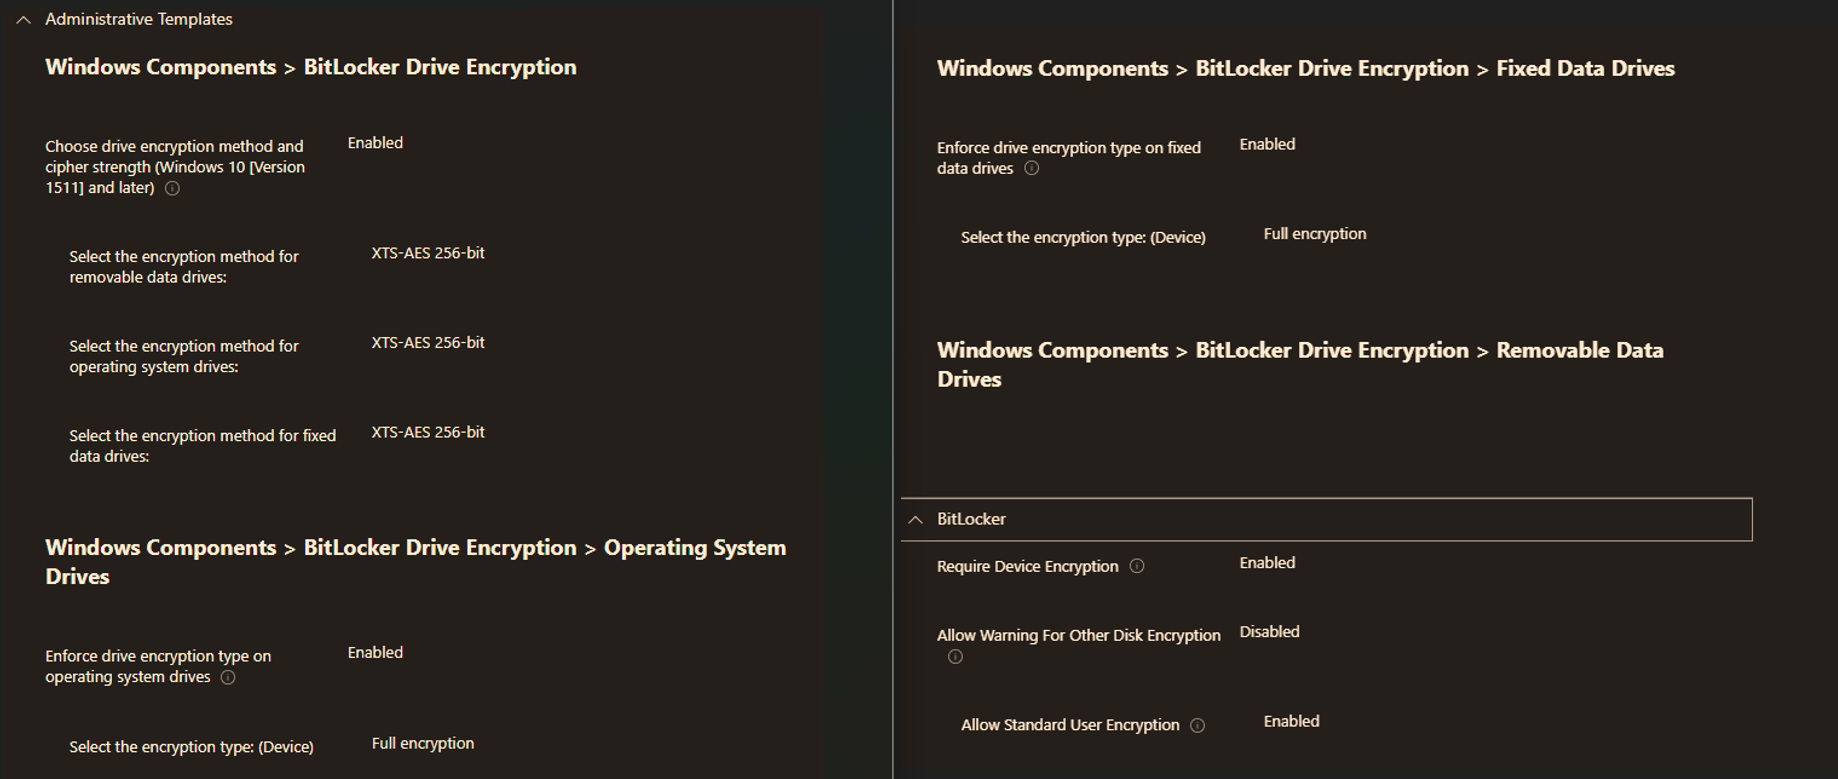 Administrative Templates
Windows Components > BitLocker Drive Encryption
Choose drive encryption method and
cipher strength (Windows 10 [Version
1511] and later)
Enabled
Select the encryption method for
removable data drives:
XTS-AES 256-bit
Select the encryption method for
operating system drives:
XTS-AES 256-bit
Select the encryption method for fixed
data drives:
XTS-AES 256-bit
Windows Components > BitLocker Drive Encryption > Operating System
Drives
Enforce drive encryption type on
operating system drives
Enabled
Select the encryption type: (Device)
Full encryption
Windows Components > BitLocker Drive Encryption > Fixed Data Drives
Enforce drive encryption type on fixed
data drives
Enabled
Select the encryption type: (Device)
Full encryption
Windows Components > BitLocker Drive Encryption > Removable Data
Drives
BitLocker
Require Device Encryption
Enabled
Allow Warning For Other Disk Encryption
Disabled
Allow Standard User Encryption
Enabled